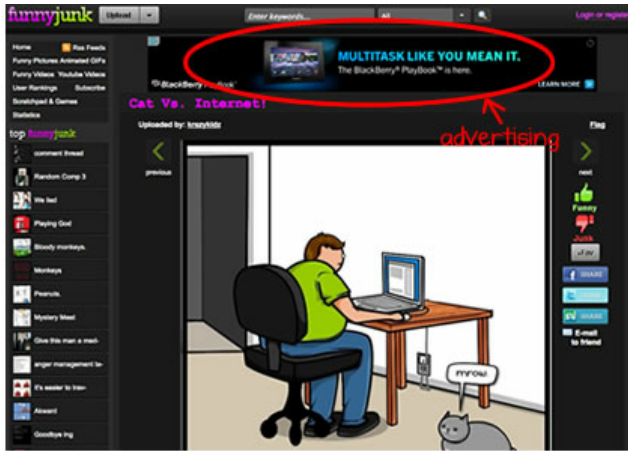 funnyjunk
Upload
Enter keywords...
All
Login or register
Home
Rss Feeds
Funny Pictures Animated GIFs
Funny Videos Youtube Videos
User Rankings
Subscribe
Scratchpad & Games
Statistics
top funnyjunk
comment thread
Random Comp 3
We lied
Playing God
Bloody monkeys.
Monkeys
Peanuts.
Mystery Meat
Give this man a med-
anger management le-
It's easier to trav-
Aboard
Goodbye ing
MULTITASK LIKE YOU MEAN IT.
The BlackBerry® PlayBook™ is here.
BlackBerry PlayBook
LEARN MORE
advertising
Cat Vs. Internet!
Uploaded by: krazykidz
Flag
previous
next
Funny
Junk
SHARE
SHARE
E-mail
to friend
mrow.